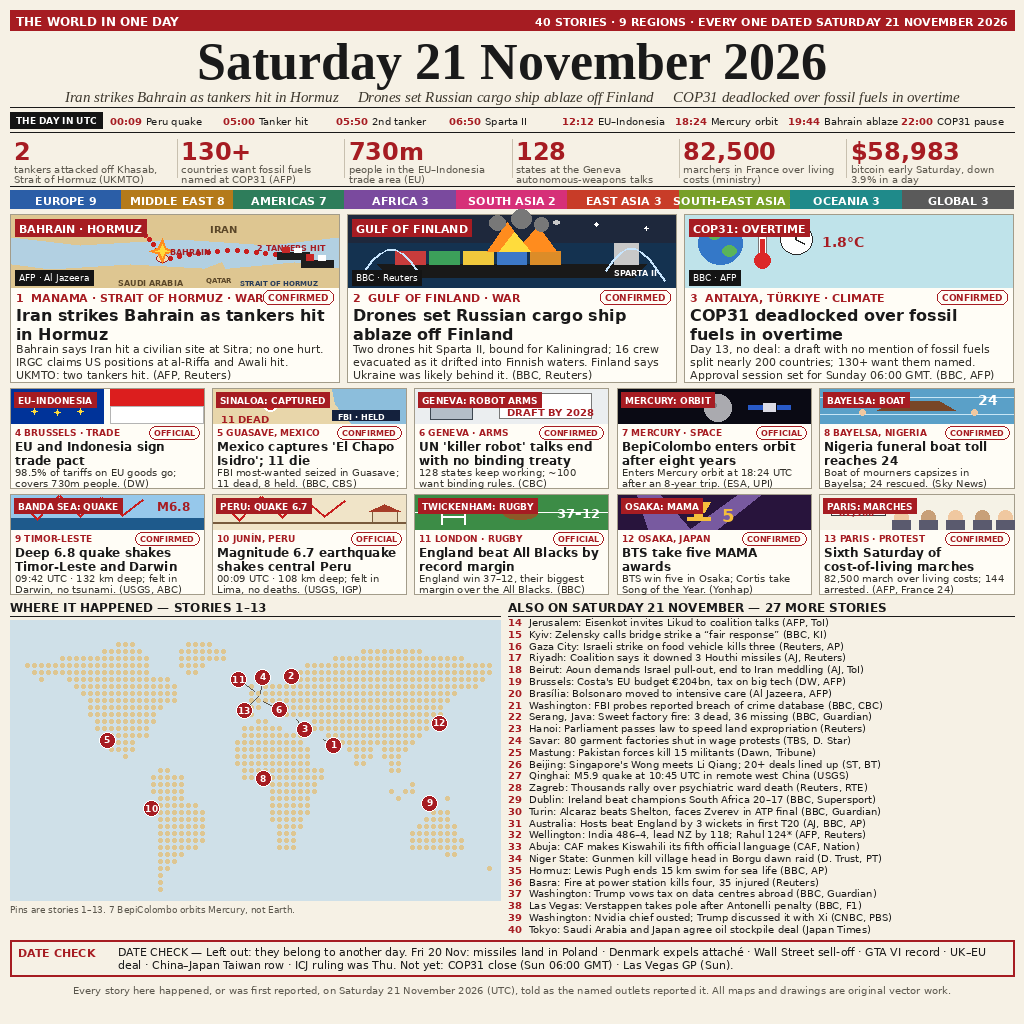 THE WORLD IN ONE DAY
40 STORIES · 9 REGIONS · EVERY ONE DATED SATURDAY 21 NOVEMBER 2026
Saturday 21 November 2026
Iran strikes Bahrain as tankers hit in Hormuz Drones set Russian cargo ship ablaze off Finland COP31 deadlocked over fossil fuels in overtime
THE DAY IN UTC 00:09 Peru quake 05:00 Tanker hit 05:50 2nd tanker 06:50 Sparta II 12:12 EU–Indonesia 18:24 Mercury orbit 19:44 Bahrain ablaze 22:00 COP31 pause
2
tankers attacked off Khasab,
Strait of Hormuz (UKMTO)
130+
countries want fossil fuels
named at COP31 (AFP)
730m
people in the EU–Indonesia
trade area (EU)
128
states at the Geneva
autonomous-weapons talks
82,500
marchers in France over living
costs (ministry)
$58,983
bitcoin early Saturday, down
3.9% in a day
EUROPE 9 MIDDLE EAST 8 AMERICAS 7 AFRICA 3 SOUTH ASIA 2 EAST ASIA 3 SOUTH-EAST ASIA OCEANIA 3 GLOBAL 3
BAHRAIN · HORMUZ
IRAN
BAHRAIN
2 TANKERS HIT
AFP · Al Jazeera
SAUDI ARABIA
QATAR
STRAIT OF HORMUZ
1 MANAMA · STRAIT OF HORMUZ · WAR
CONFIRMED
Iran strikes Bahrain as tankers hit
in Hormuz
Bahrain says Iran hit a civilian site at Sitra; no one hurt.
IRGC claims US positions at al-Riffa and Awali hit.
UKMTO: two tankers hit. (AFP, Reuters)
GULF OF FINLAND
BBC · Reuters
SPARTA II
2 GULF OF FINLAND · WAR
CONFIRMED
Drones set Russian cargo ship
ablaze off Finland
Two drones hit Sparta II, bound for Kaliningrad; 16 crew
evacuated as it drifted into Finnish waters. Finland says
Ukraine was likely behind it. (BBC, Reuters)
COP31: OVERTIME
1.8°C
BBC · AFP
3 ANTALYA, TÜRKIYE · CLIMATE
CONFIRMED
COP31 deadlocked over fossil
fuels in overtime
Day 13, no deal: a draft with no mention of fossil fuels
split nearly 200 countries; 130+ want them named.
Approval session set for Sunday 06:00 GMT. (BBC, AFP)
EU–INDONESIA
4 BRUSSELS · TRADE
OFFICIAL
EU and Indonesia sign
trade pact
98.5% of tariffs on EU goods go;
covers 730m people. (DW)
SINALOA: CAPTURED
11 DEAD
FBI · HELD
5 GUASAVE, MEXICO
CONFIRMED
Mexico captures 'El Chapo
Isidro'; 11 die
FBI most-wanted seized in Guasave;
11 dead, 8 held. (BBC, CBS)
GENEVA: ROBOT ARMS
DRAFT BY 2028
6 GENEVA · ARMS
CONFIRMED
UN 'killer robot' talks end
with no binding treaty
128 states keep working; ~100
want binding rules. (CBC)
MERCURY: ORBIT
7 MERCURY · SPACE
OFFICIAL
BepiColombo enters orbit
after eight years
Enters Mercury orbit at 18:24 UTC
after an 8-year trip. (ESA, UPI)
BAYELSA: BOAT
24
8 BAYELSA, NIGERIA
CONFIRMED
Nigeria funeral boat toll
reaches 24
Boat of mourners capsizes in
Bayelsa; 24 rescued. (Sky News)
BANDA SEA: QUAKE
M6.8
9 TIMOR-LESTE
CONFIRMED
Deep 6.8 quake shakes
Timor-Leste and Darwin
09:42 UTC · 132 km deep; felt in
Darwin, no tsunami. (USGS, ABC)
PERU: QUAKE 6.7
10 JUNÍN, PERU
OFFICIAL
Magnitude 6.7 earthquake
shakes central Peru
00:09 UTC · 108 km deep; felt in
Lima, no deaths. (USGS, IGP)
TWICKENHAM: RUGBY
37–12
11 LONDON · RUGBY
OFFICIAL
England beat All Blacks by
record margin
England win 37–12, their biggest
margin over the All Blacks. (BBC)
OSAKA: MAMA
5
12 OSAKA, JAPAN
CONFIRMED
BTS take five MAMA
awards
BTS win five in Osaka; Cortis take
Song of the Year. (Yonhap)
PARIS: MARCHES
13 PARIS · PROTEST
CONFIRMED
Sixth Saturday of
cost-of-living marches
82,500 march over living costs; 144
arrested. (AFP, France 24)
WHERE IT HAPPENED — STORIES 1–13
11 4 2
13 6
3
1
12
5
8
10
9
Pins are stories 1–13. 7 BepiColombo orbits Mercury, not Earth.
ALSO ON SATURDAY 21 NOVEMBER — 27 MORE STORIES
14 Jerusalem: Eisenkot invites Likud to coalition talks (AFP, ToI)
15 Kyiv: Zelensky calls bridge strike a “fair response” (BBC, KI)
16 Gaza City: Israeli strike on food vehicle kills three (Reuters, AP)
17 Riyadh: Coalition says it downed 3 Houthi missiles (AJ, Reuters)
18 Beirut: Aoun demands Israel pull-out, end to Iran meddling (AJ, ToI)
19 Brussels: Costa's EU budget €204bn, tax on big tech (DW, AFP)
20 Brasília: Bolsonaro moved to intensive care (Al Jazeera, AFP)
21 Washington: FBI probes reported breach of crime database (BBC, CBC)
22 Serang, Java: Sweet factory fire: 3 dead, 36 missing (BBC, Guardian)
23 Hanoi: Parliament passes law to speed land expropriation (Reuters)
24 Savar: 80 garment factories shut in wage protests (TBS, D. Star)
25 Mastung: Pakistan forces kill 15 militants (Dawn, Tribune)
26 Beijing: Singapore's Wong meets Li Qiang; 20+ deals lined up (ST, BT)
27 Qinghai: M5.9 quake at 10:45 UTC in remote west China (USGS)
28 Zagreb: Thousands rally over psychiatric ward death (Reuters, RTE)
29 Dublin: Ireland beat champions South Africa 20–17 (BBC, Supersport)
30 Turin: Alcaraz beats Shelton, faces Zverev in ATP final (BBC, Guardian)
31 Australia: Hosts beat England by 3 wickets in first T20 (AJ, BBC, AP)
32 Wellington: India 486–4, lead NZ by 118; Rahul 124* (AFP, Reuters)
33 Abuja: CAF makes Kiswahili its fifth official language (CAF, Nation)
34 Niger State: Gunmen kill village head in Borgu dawn raid (D. Trust, PT)
35 Hormuz: Lewis Pugh ends 15 km swim for sea life (BBC, AP)
36 Basra: Fire at power station kills four, 35 injured (Reuters)
37 Washington: Trump vows tax on data centres abroad (BBC, Guardian)
38 Las Vegas: Verstappen takes pole after Antonelli penalty (BBC, F1)
39 Washington: Nvidia chief ousted; Trump discussed it with Xi (CNBC, PBS)
40 Tokyo: Saudi Arabia and Japan agree oil stockpile deal (Japan Times)
DATE CHECK
DATE CHECK — Left out: they belong to another day. Fri 20 Nov: missiles land in Poland · Denmark expels attaché · Wall Street sell-off · GTA VI record · UK–EU
deal · China–Japan Taiwan row · ICJ ruling was Thu. Not yet: COP31 close (Sun 06:00 GMT) · Las Vegas GP (Sun).
Every story here happened, or was first reported, on Saturday 21 November 2026 (UTC), told as the named outlets reported it. All maps and drawings are original vector work.